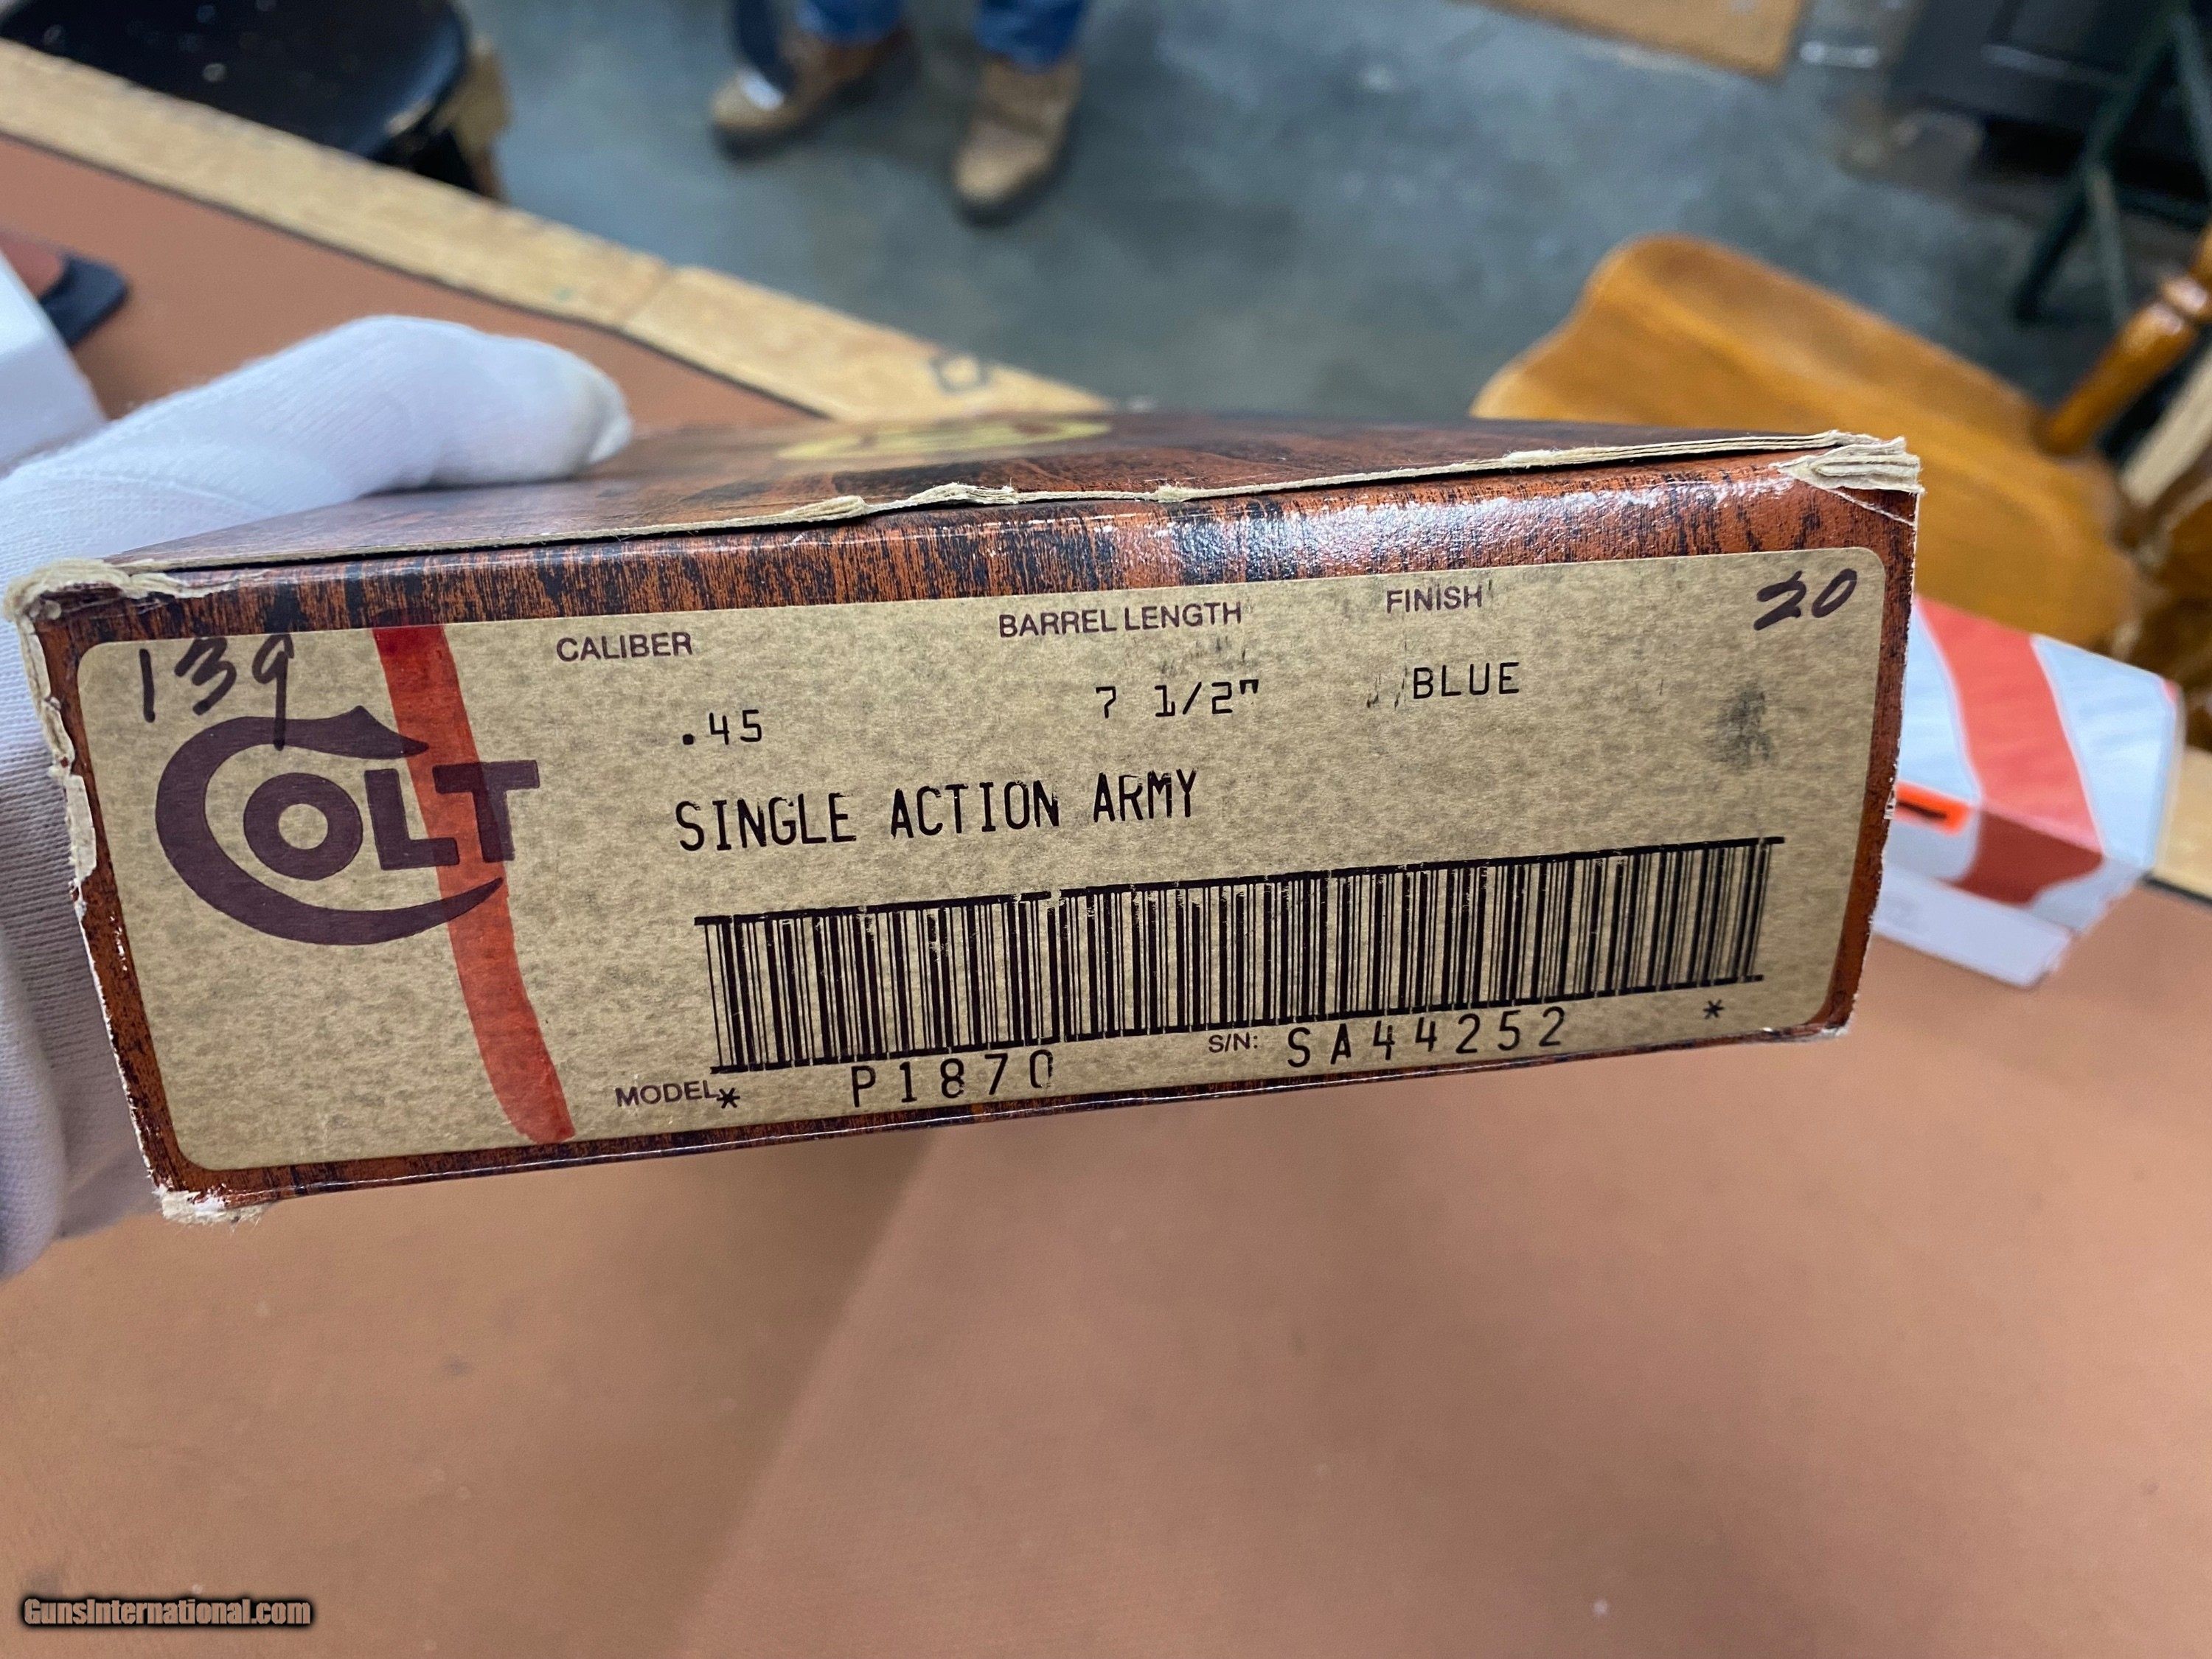 139
20
CALIBER BARREL LENGTH FINISH
.45 7 1/2" BLUE
COLT
SINGLE ACTION ARMY
MODEL * P1870 S/N: SA44252 *
GunsInternational.com